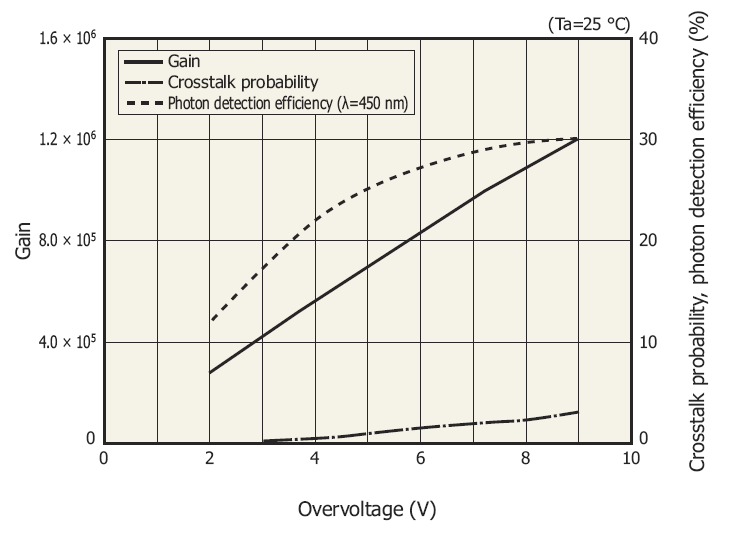 (Ta=25 °C)
Gain
Crosstalk probability
Photon detection efficiency (λ=450 nm)
1.6 × 10⁶
1.2 × 10⁶
8.0 × 10⁵
4.0 × 10⁵
0
Gain
40
30
20
10
0
Crosstalk probability, photon detection efficiency (%)
0 2 4 6 8 10
Overvoltage (V)